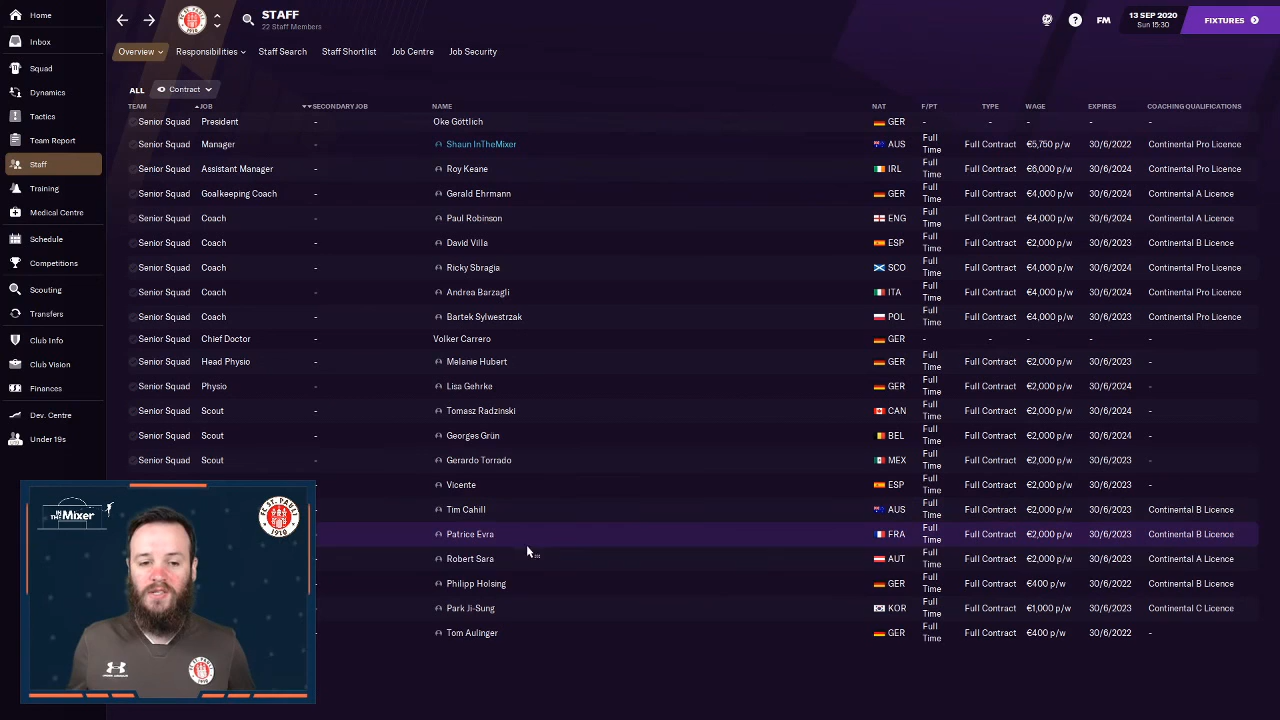 Home
STAFF
22 Staff Members
FM
13 SEP 2020
Sun 15:30
FIXTURES
Inbox
Squad
Dynamics
Tactics
Team Report
Staff
Training
Medical Centre
Schedule
Competitions
Scouting
Transfers
Club Info
Club Vision
Finances
Dev. Centre
Under 19s
Overview Responsibilities Staff Search Staff Shortlist Job Centre Job Security
ALL Contract
TEAM JOB SECONDARY JOB NAME NAT F/PT TYPE WAGE EXPIRES COACHING QUALIFICATIONS
Senior Squad President - Oke Göttlich GER - - - - -
Senior Squad Manager - Shaun InTheMixer AUS Full Time Full Contract €5,750 p/w 30/6/2022 Continental Pro Licence
Senior Squad Assistant Manager - Roy Keane IRL Full Time Full Contract €6,000 p/w 30/6/2024 Continental Pro Licence
Senior Squad Goalkeeping Coach - Gerald Ehrmann GER Full Time Full Contract €4,000 p/w 30/6/2024 Continental A Licence
Senior Squad Coach - Paul Robinson ENG Full Time Full Contract €4,000 p/w 30/6/2024 Continental A Licence
Senior Squad Coach - David Villa ESP Full Time Full Contract €2,000 p/w 30/6/2023 Continental B Licence
Senior Squad Coach - Ricky Sbragia SCO Full Time Full Contract €4,000 p/w 30/6/2024 Continental Pro Licence
Senior Squad Coach - Andrea Barzagli ITA Full Time Full Contract €4,000 p/w 30/6/2024 Continental Pro Licence
Senior Squad Coach - Bartek Sylwestrzak POL Full Time Full Contract €4,000 p/w 30/6/2023 Continental Pro Licence
Senior Squad Chief Doctor - Volker Carrero GER - - - - -
Senior Squad Head Physio - Melanie Hubert GER Full Time Full Contract €2,000 p/w 30/6/2023 -
Senior Squad Physio - Lisa Gehrke GER Full Time Full Contract €2,000 p/w 30/6/2024 -
Senior Squad Scout - Tomasz Radzinski CAN Full Time Full Contract €2,000 p/w 30/6/2024 -
Senior Squad Scout - Georges Grün BEL Full Time Full Contract €2,000 p/w 30/6/2024 -
Senior Squad Scout - Gerardo Torrado MEX Full Time Full Contract €2,000 p/w 30/6/2023 -
- Vicente ESP Full Time Full Contract €2,000 p/w 30/6/2023 -
Tim Cahill AUS Full Time Full Contract €2,000 p/w 30/6/2023 Continental B Licence
Patrice Evra FRA Full Time Full Contract €2,000 p/w 30/6/2023 Continental B Licence
Robert Sara AUT Full Time Full Contract €2,000 p/w 30/6/2023 Continental A Licence
Philipp Holsing GER Full Time Full Contract €400 p/w 30/6/2022 Continental B Licence
Park Ji-Sung KOR Full Time Full Contract €1,000 p/w 30/6/2023 Continental C Licence
Tom Aulinger GER Full Time Full Contract €400 p/w 30/6/2022 -
IN THE Mixer
FC ST. PAULI
1910
UNDER ARMOUR